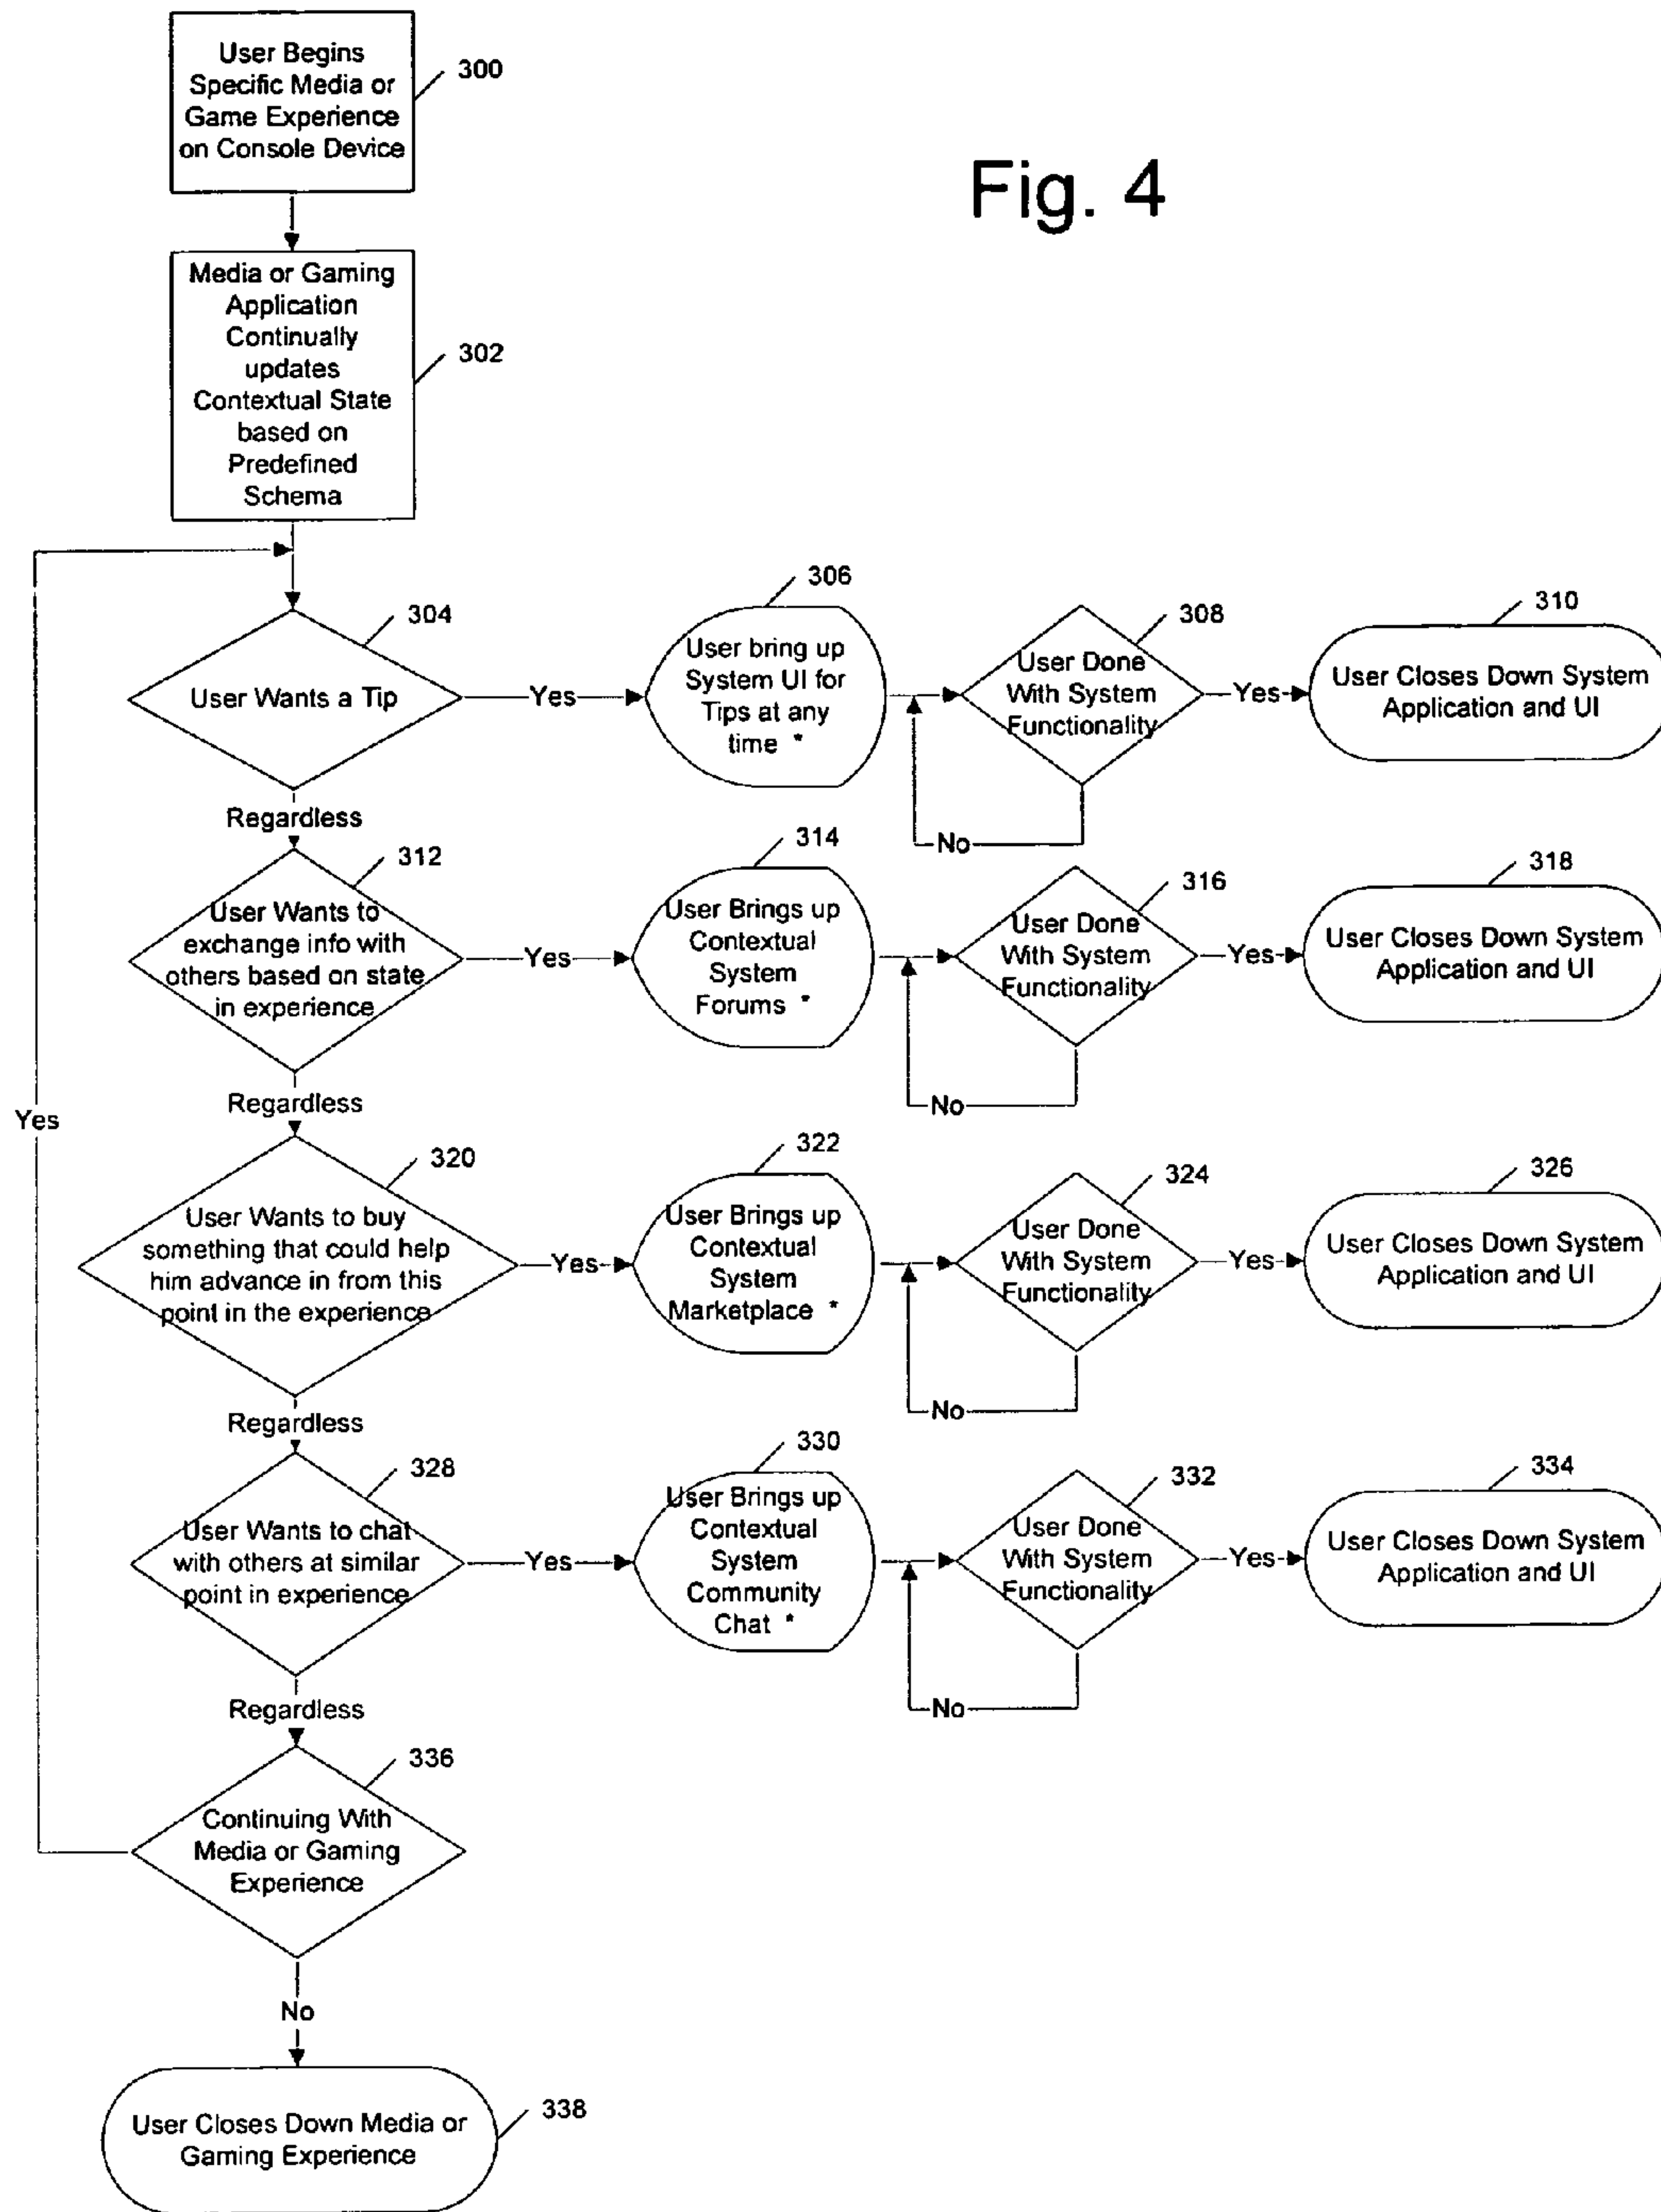 Fig. 4
User Begins
Specific Media or
Game Experience
on Console Device
300
Media or Gaming
Application
Continually
updates
Contextual State
based on
Predefined
Schema
302
User Wants a Tip
304
Yes
User bring up
System UI for
Tips at any
time *
306
User Done
With System
Functionality
308
No
Yes
User Closes Down System
Application and UI
310
Regardless
User Wants to
exchange info with
others based on state
in experience
312
Yes
User Brings up
Contextual
System
Forums *
314
User Done
With System
Functionality
316
No
Yes
User Closes Down System
Application and UI
318
Regardless
Yes
User Wants to buy
something that could help
him advance in from this
point in the experience
320
Yes
User Brings up
Contextual
System
Marketplace *
322
User Done
With System
Functionality
324
No
Yes
User Closes Down System
Application and UI
326
Regardless
User Wants to chat
with others at similar
point in experience
328
Yes
User Brings up
Contextual
System
Community
Chat *
330
User Done
With System
Functionality
332
No
Yes
User Closes Down System
Application and UI
334
Regardless
Continuing With
Media or Gaming
Experience
336
No
User Closes Down Media or
Gaming Experience
338